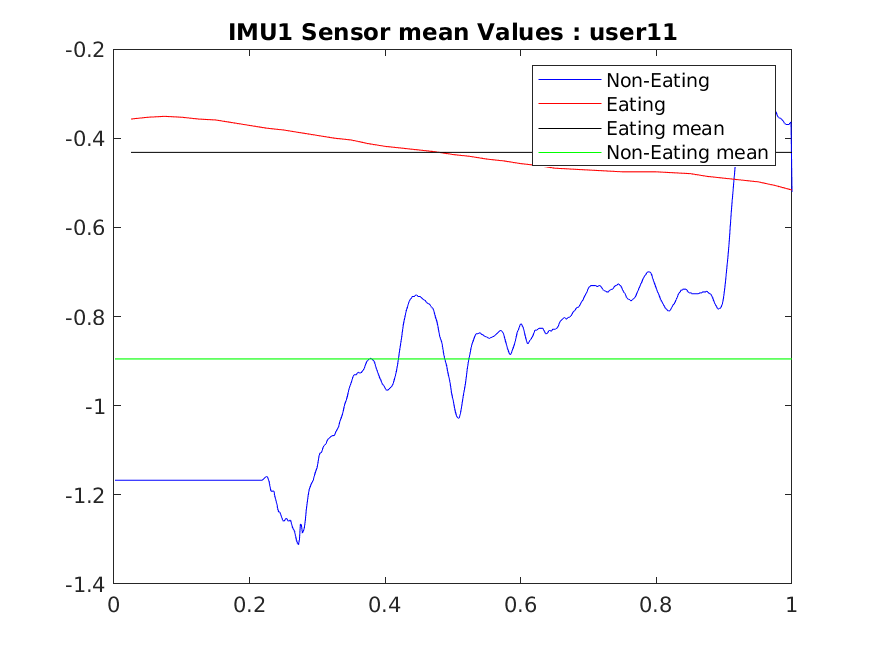 IMU1 Sensor mean Values : user11
-0.2
Non-Eating
Eating
Eating mean
Non-Eating mean
-0.4
-0.6
-0.8
-1
-1.2
-1.4
0 0.2 0.4 0.6 0.8 1